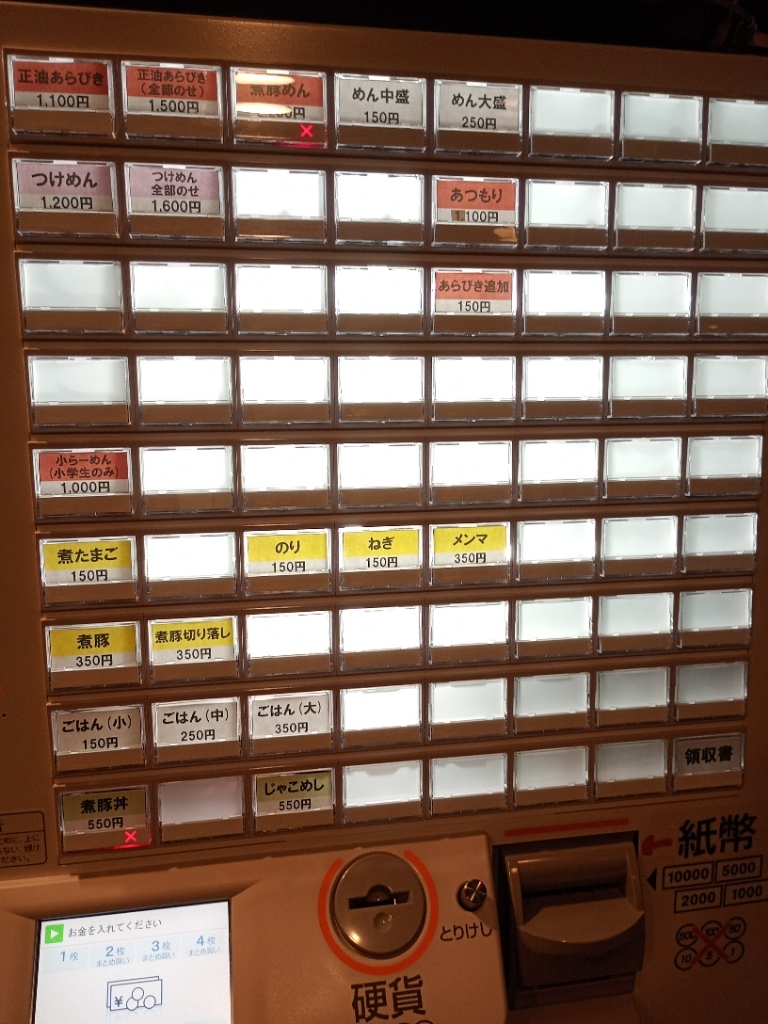 正油あらびき
1.100円
正油あらびき
(全部のせ)
1.500円
煮豚めん
×
めん中盛
150円
めん大盛
250円
つけめん
1.200円
つけめん
全部のせ
1.600円
あつもり
100円
あらびき追加
150円
小らーめん
(小学生のみ)
1.000円
煮たまご
150円
のり
150円
ねぎ
150円
メンマ
350円
煮豚
350円
煮豚切り落し
350円
ごはん(小)
150円
ごはん(中)
250円
ごはん(大)
350円
領収書
煮豚丼
550円
×
じゃこめし
550円
紙幣
10000 5000
2000 1000
とりけし
硬貨
お金を入れてください
1枚
2枚
まとめ買い
3枚
まとめ買い
4枚
まとめ買い
¥